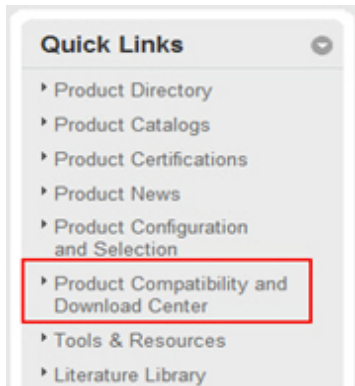 Quick Links
Product Directory
Product Catalogs
Product Certifications
Product News
Product Configuration
and Selection
Product Compatibility and
Download Center
Tools & Resources
Literature Library